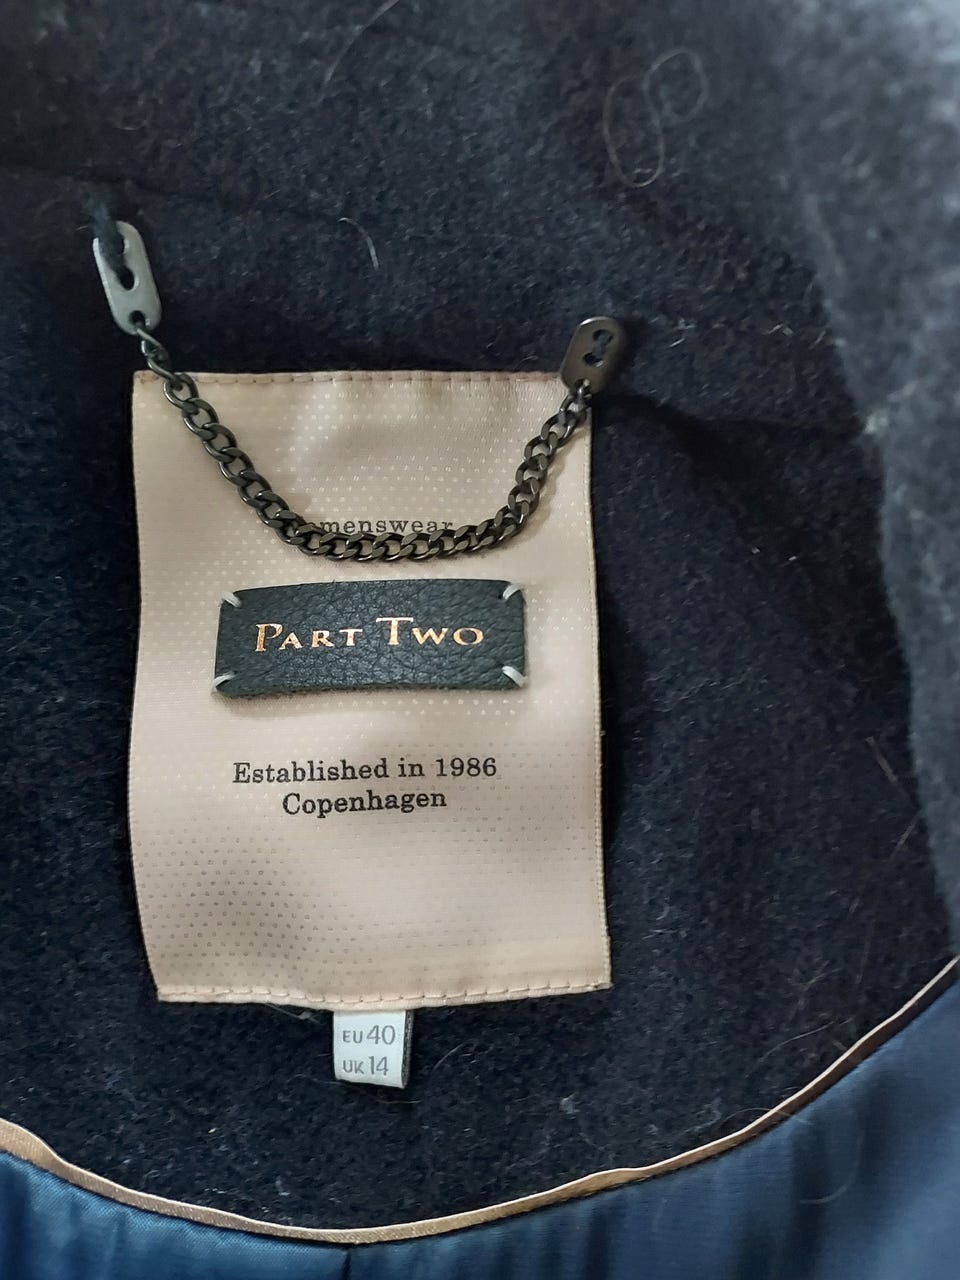 menswear
PART TWO
Established in 1986
Copenhagen
EU 40
UK 14